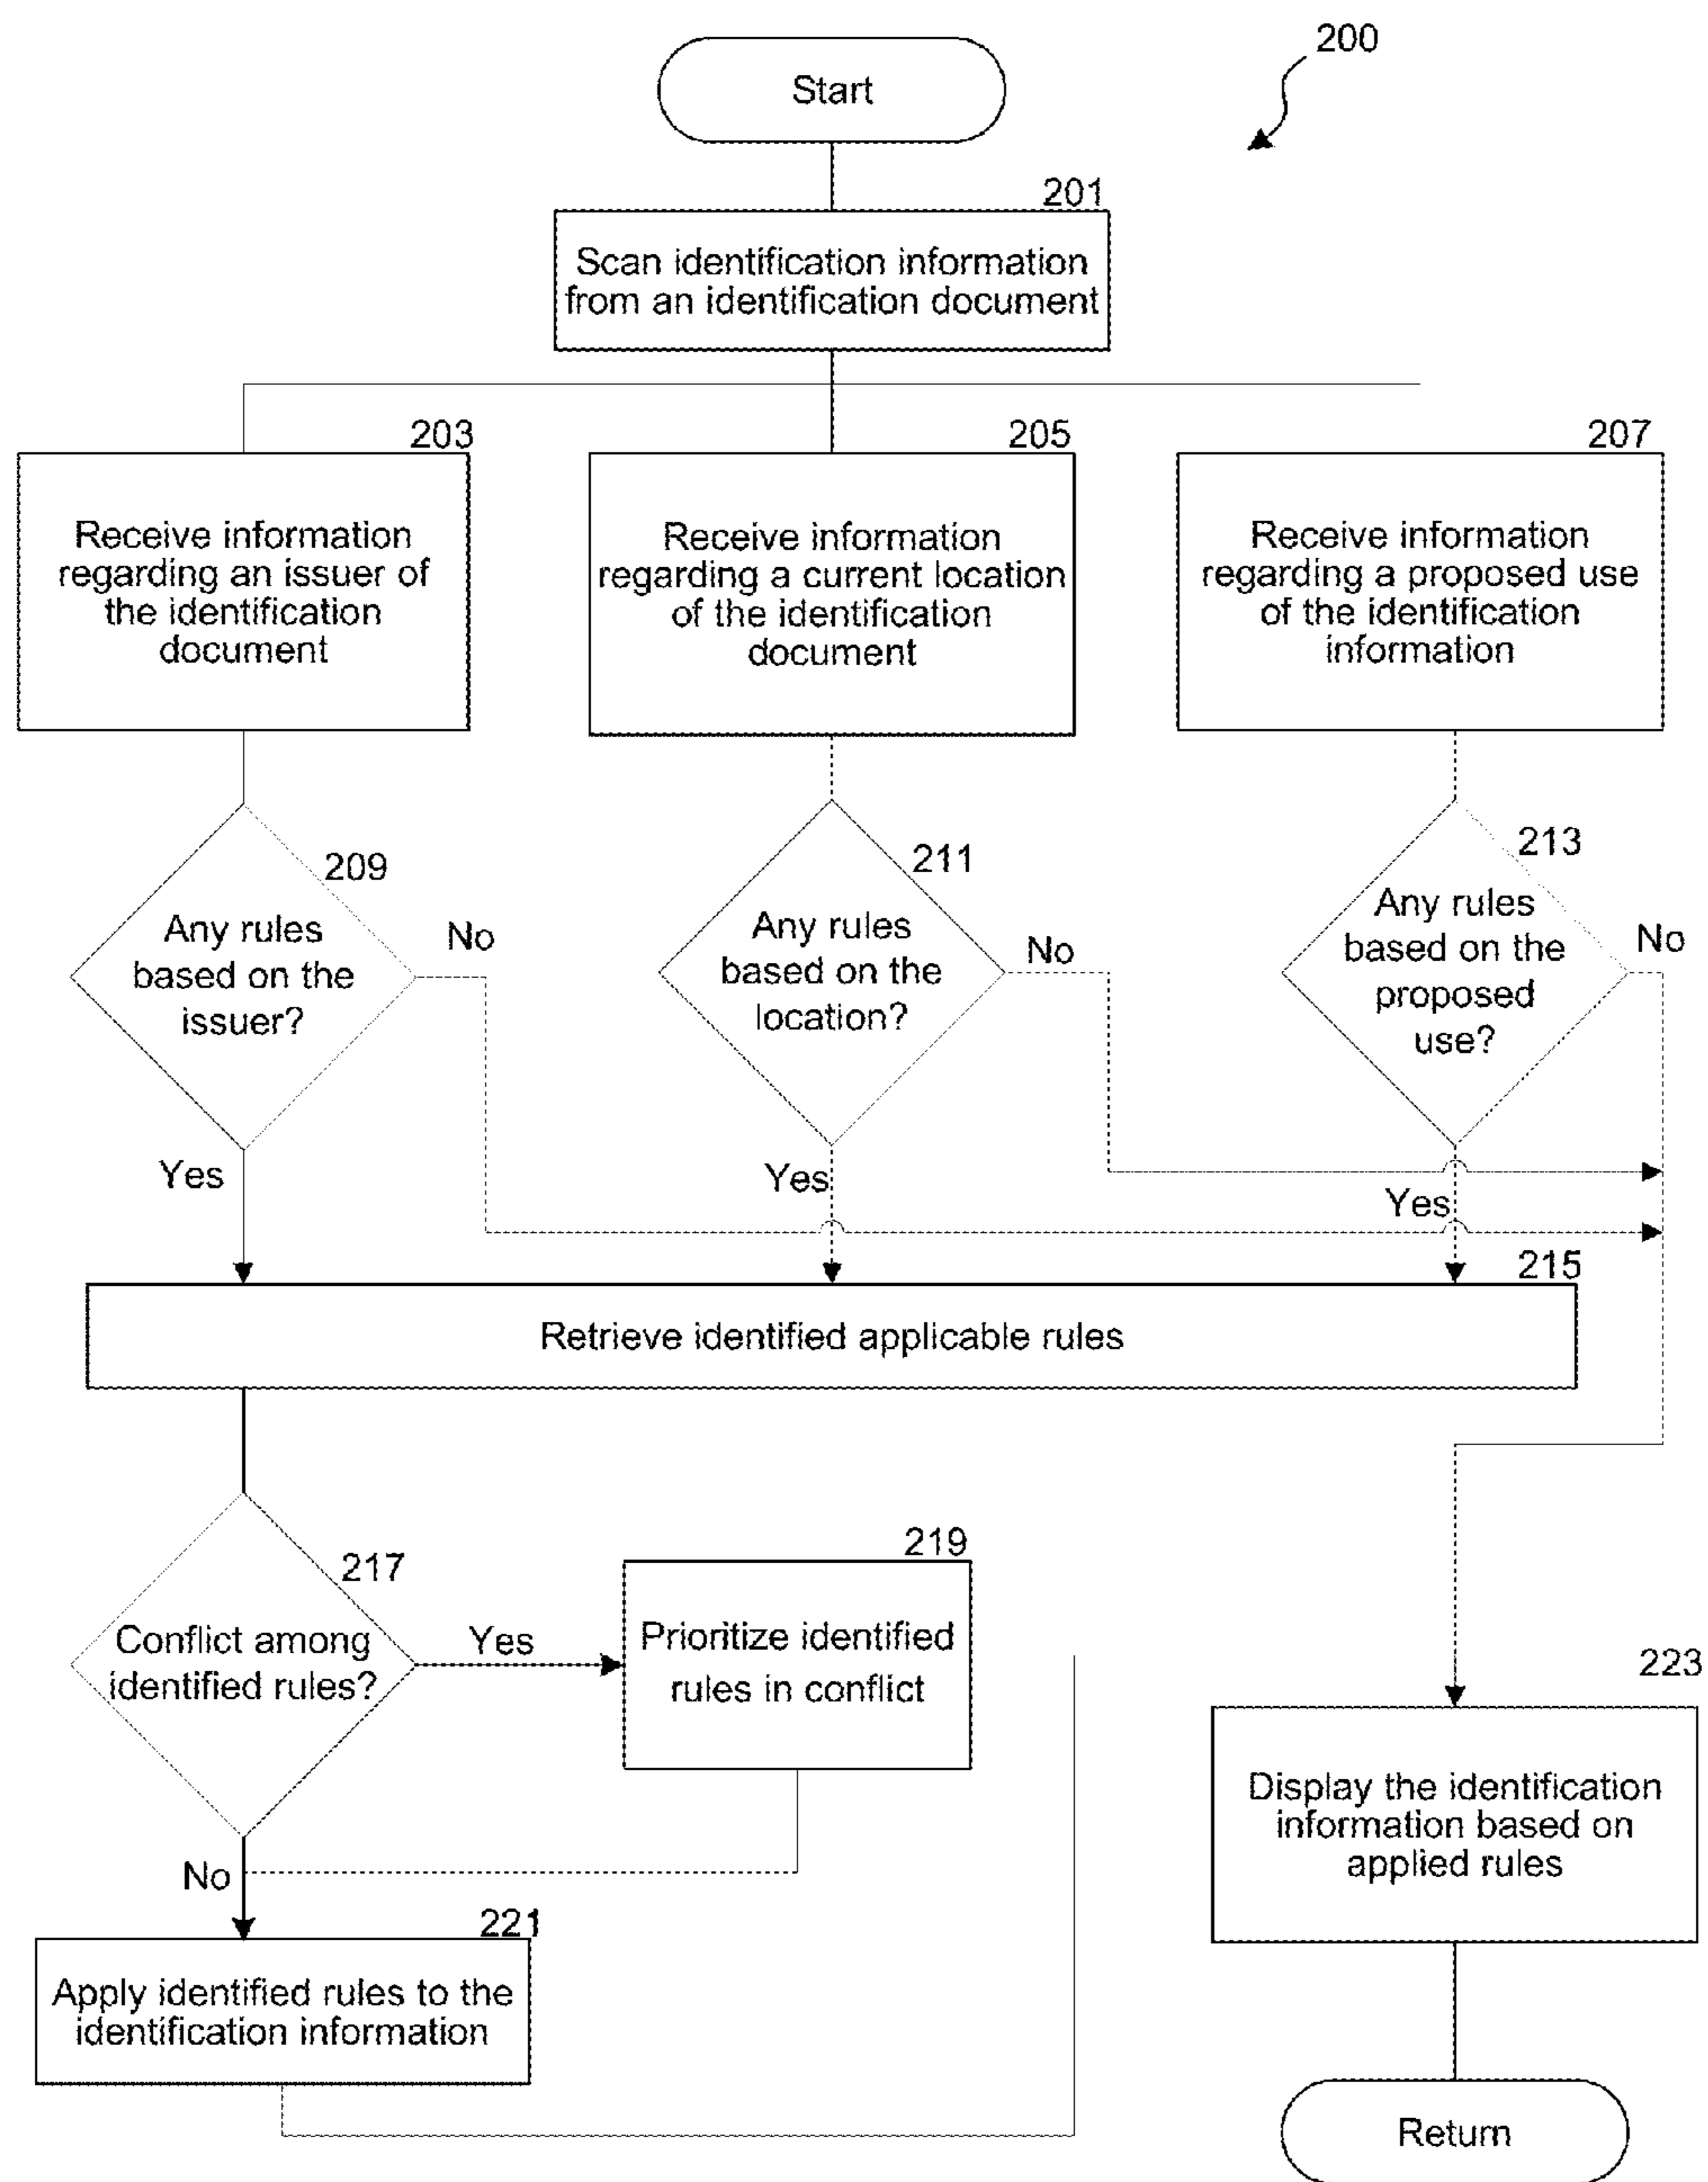 200
Start
201
Scan identification information
from an identification document
203
Receive information
regarding an issuer of
the identification
document
205
Receive information
regarding a current location
of the identification
document
207
Receive information
regarding a proposed use
of the identification
information
209
Any rules
based on the
issuer?
No
Yes
211
Any rules
based on the
location?
No
Yes
213
Any rules
based on the
proposed
use?
No
Yes
215
Retrieve identified applicable rules
217
Conflict among
identified rules?
Yes
No
219
Prioritize identified
rules in conflict
221
Apply identified rules to the
identification information
223
Display the identification
information based on
applied rules
Return